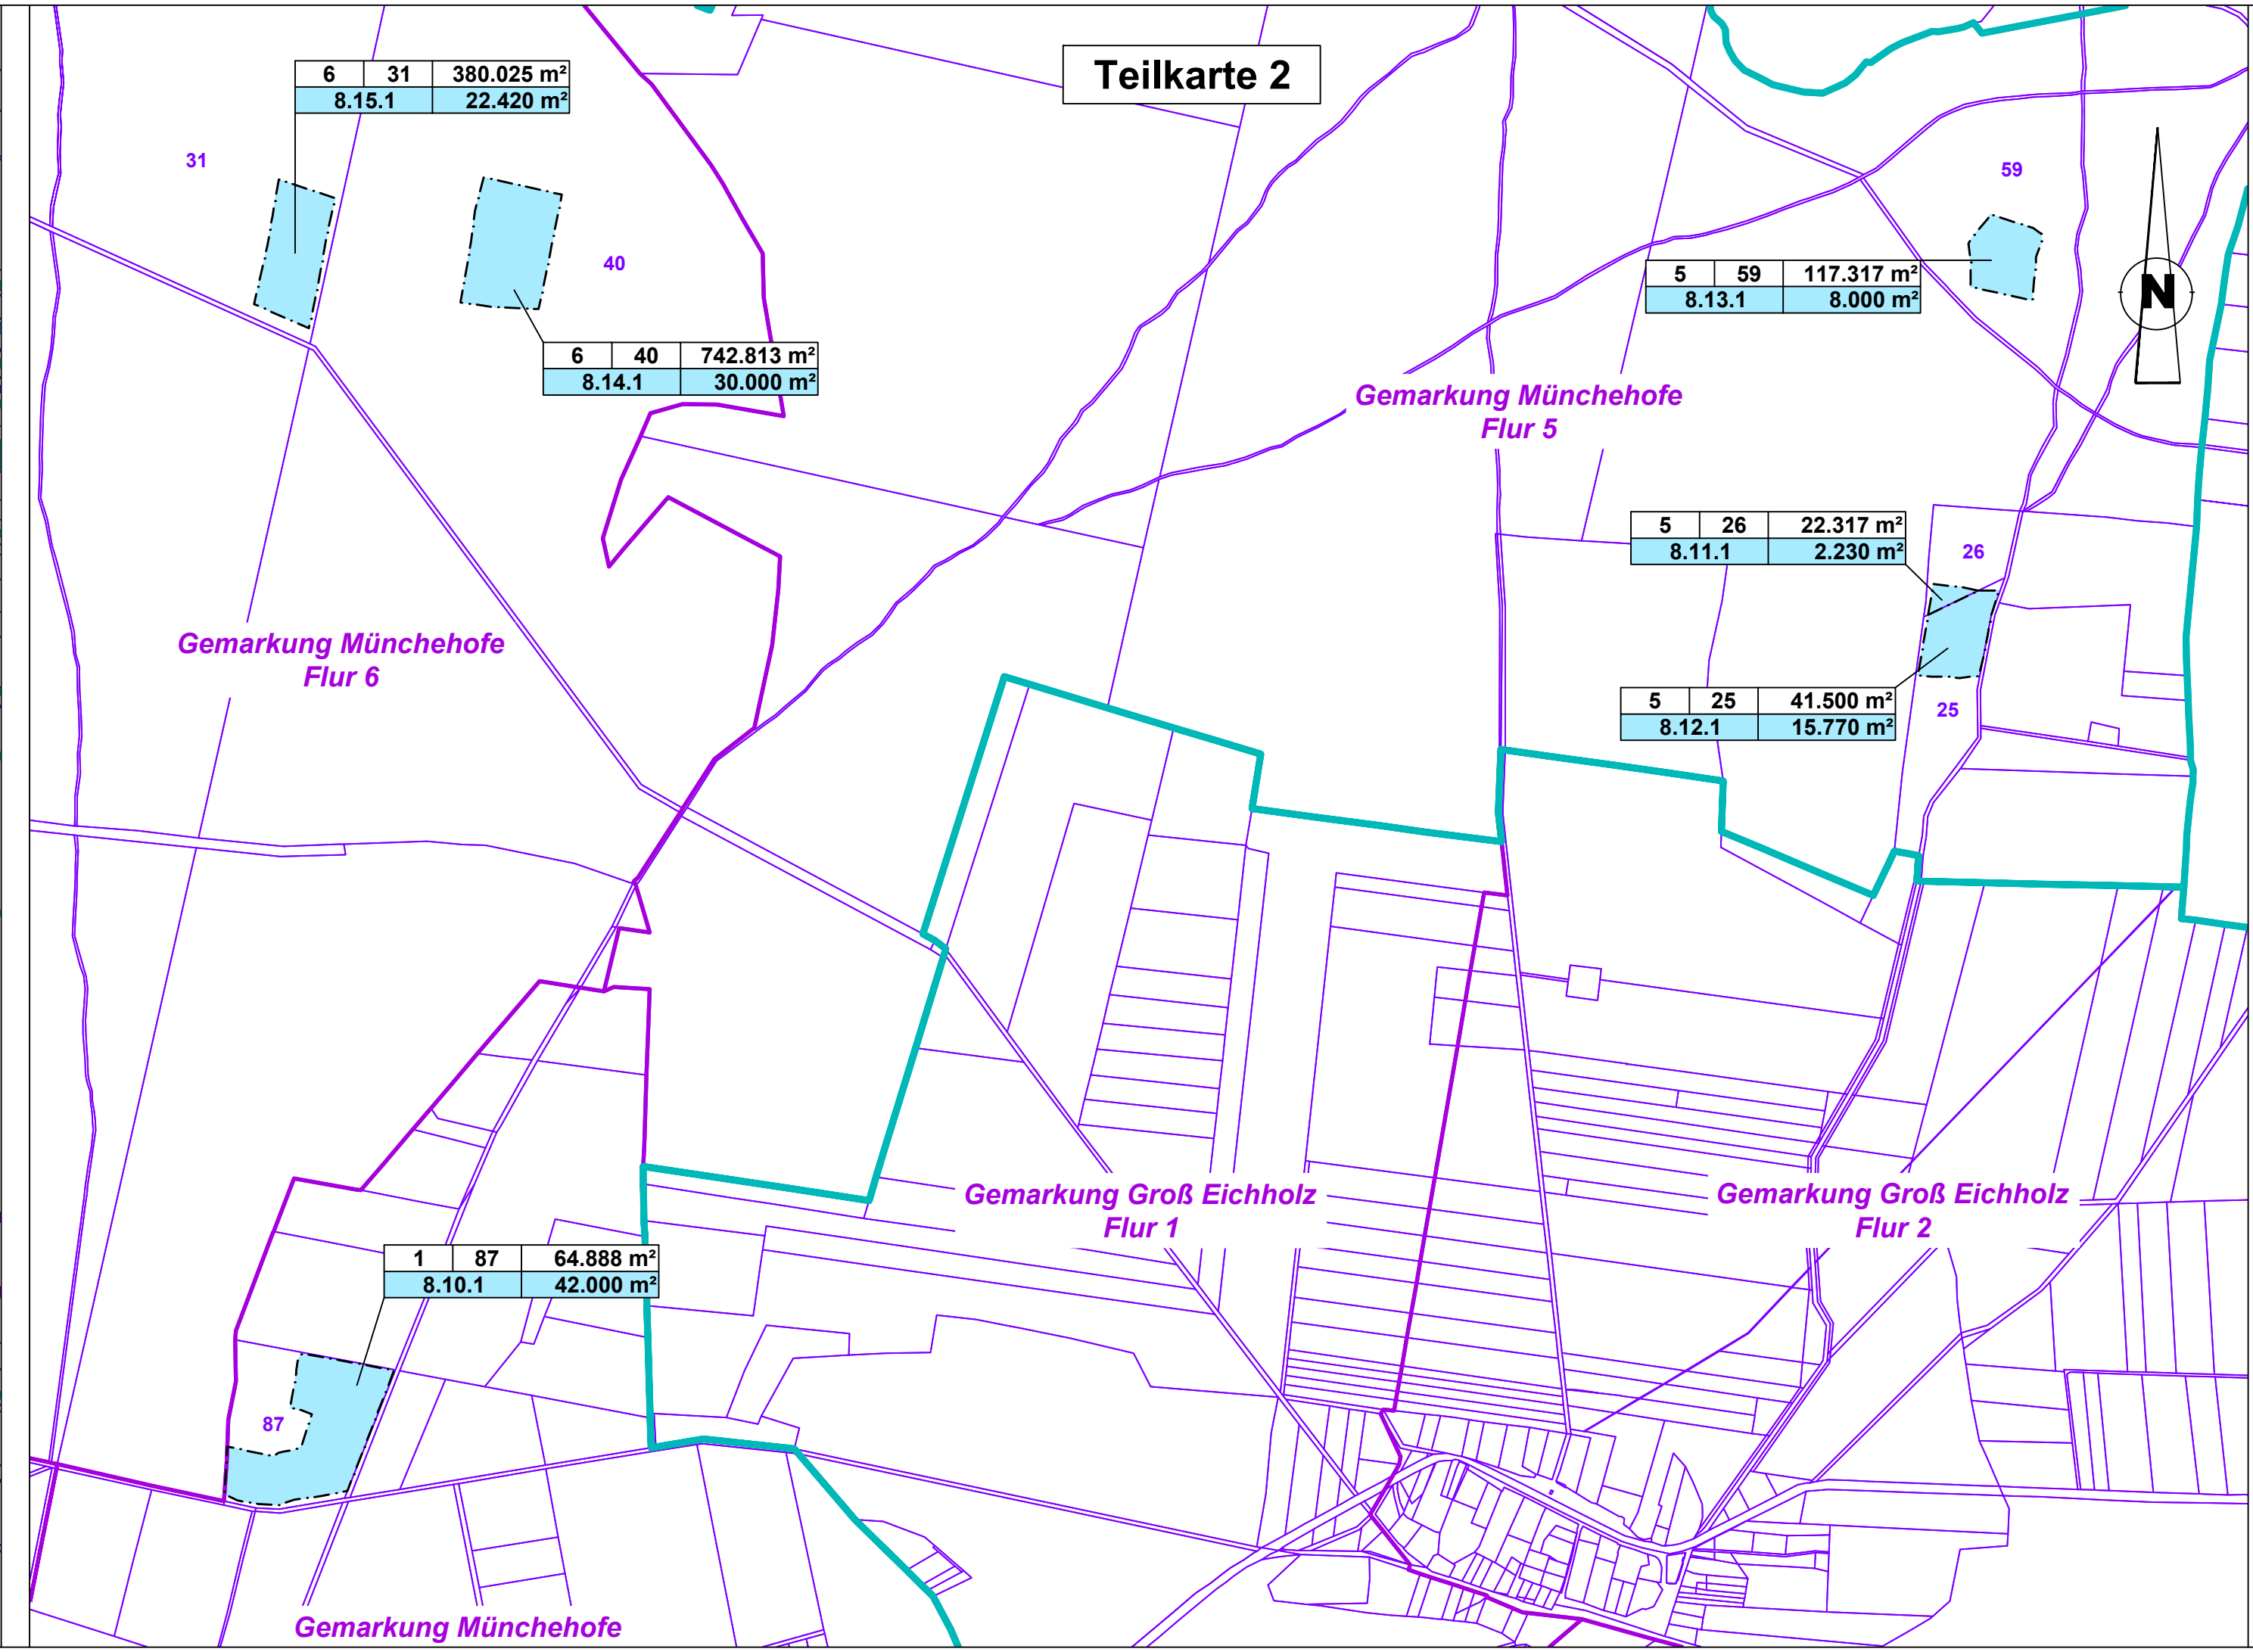 Teilkarte 2
6 31 380.025 m²
8.15.1 22.420 m²
31
59
40
5 59 117.317 m²
8.13.1 8.000 m²
N
6 40 742.813 m²
8.14.1 30.000 m²
Gemarkung Münchehofe
Flur 5
5 26 22.317 m²
8.11.1 2.230 m²
26
Gemarkung Münchehofe
Flur 6
5 25 41.500 m²
8.12.1 15.770 m²
25
Gemarkung Groß Eichholz
Flur 1
Gemarkung Groß Eichholz
Flur 2
1 87 64.888 m²
8.10.1 42.000 m²
87
Gemarkung Münchehofe